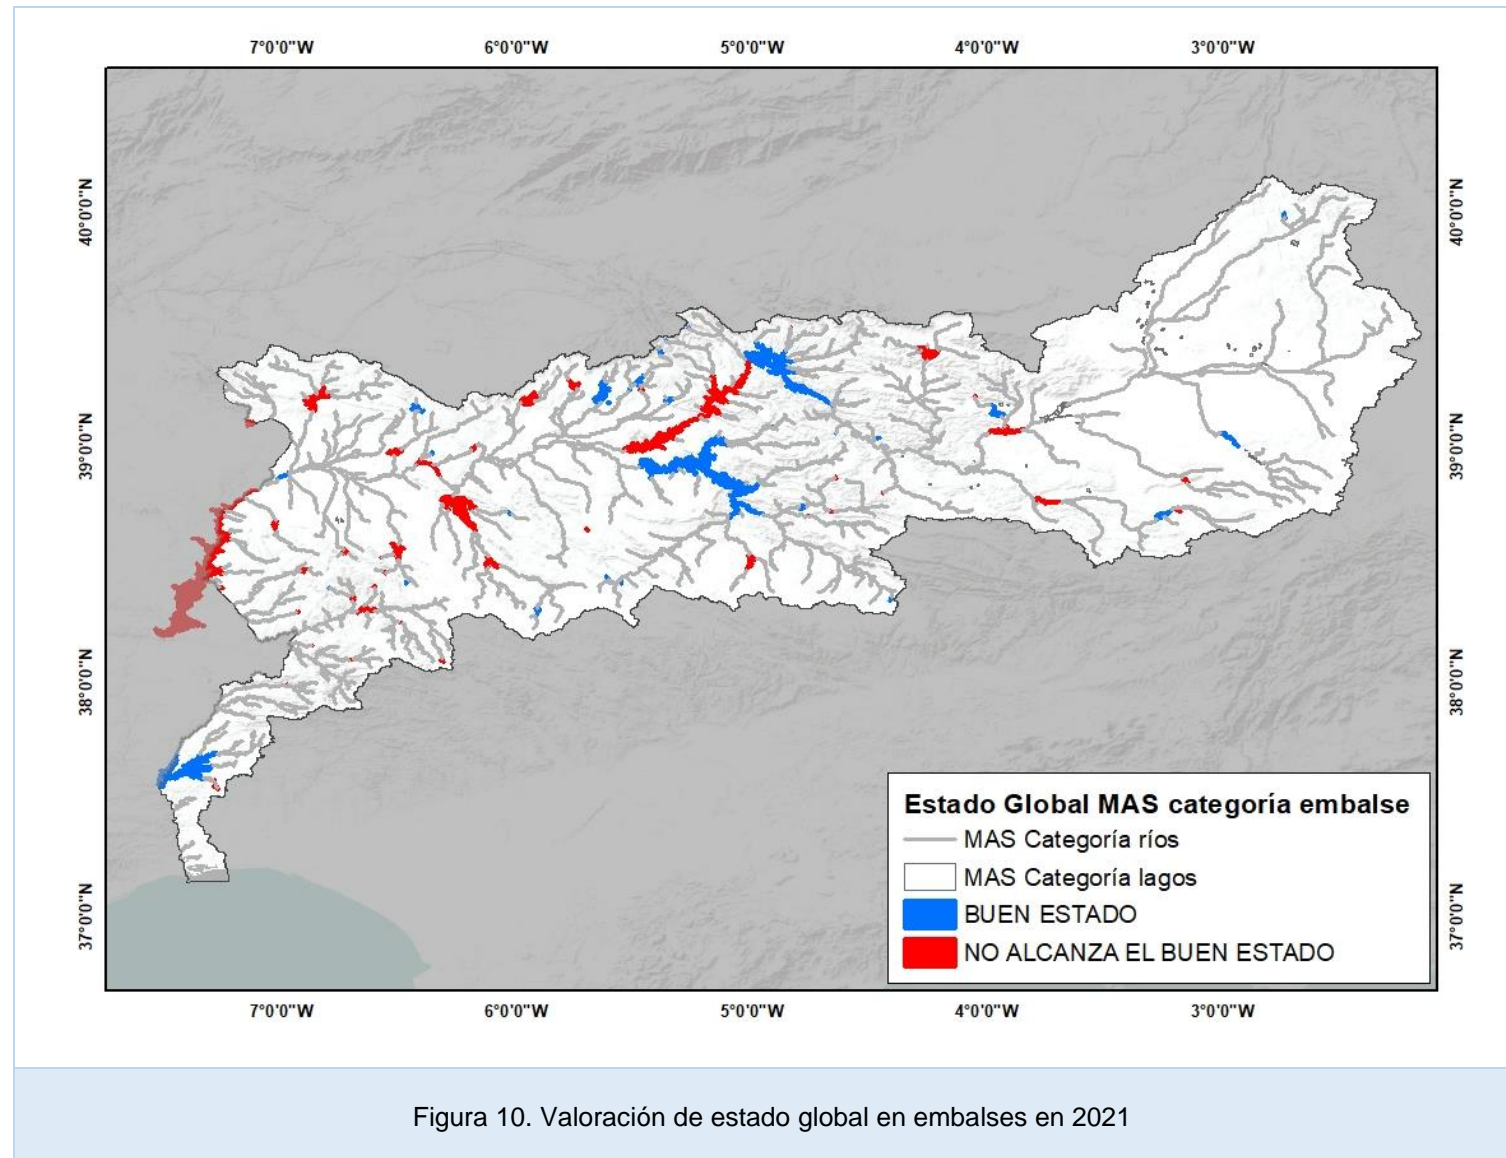 7°0'0"W 6°0'0"W 5°0'0"W 4°0'0"W 3°0'0"W
40°0'0"N 40°0'0"N
39°0'0"N 39°0'0"N
38°0'0"N 38°0'0"N
37°0'0"N 37°0'0"N
Estado Global MAS categoría embalse
MAS Categoría ríos
MAS Categoría lagos
BUEN ESTADO
NO ALCANZA EL BUEN ESTADO
7°0'0"W 6°0'0"W 5°0'0"W 4°0'0"W 3°0'0"W
Figura 10. Valoración de estado global en embalses en 2021